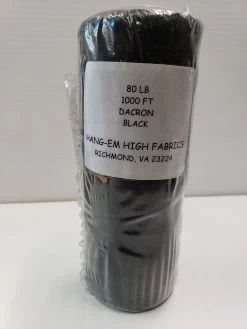 80 LB
1000 FT
DACRON
BLACK
HANG-EM HIGH FABRICS
RICHMOND, VA 23224